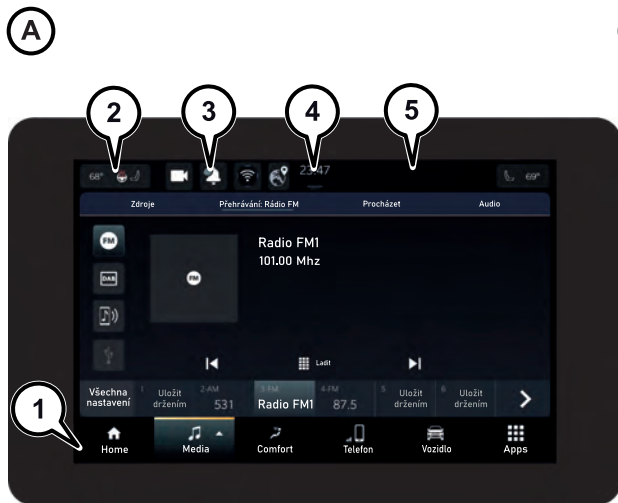 A
2
3
4
5
68°
23:47
69°
Zdroje
Přehrávání: Rádio FM
Procházet
Audio
FM
Radio FM1
101.00 Mhz
DAB
FM
Ladit
Všechna
nastavení
1 Uložit
držením
2-AM
531
3-FM
Radio FM1
4-FM
87.5
5 Uložit
držením
6 Uložit
držením
1
Home
Media
Comfort
Telefon
Vozidlo
Apps